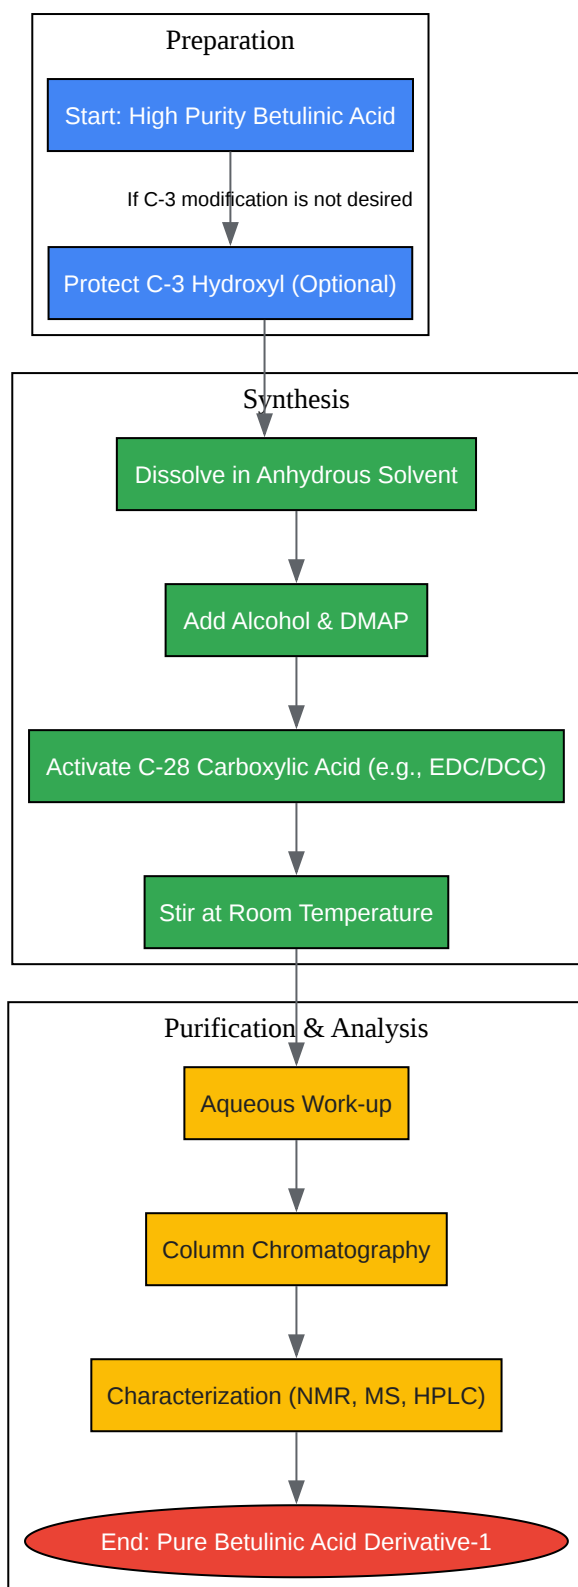 Preparation
Start: High Purity Betulinic Acid
If C-3 modification is not desired
Protect C-3 Hydroxyl (Optional)
Synthesis
Dissolve in Anhydrous Solvent
Add Alcohol & DMAP
Activate C-28 Carboxylic Acid (e.g., EDC/DCC)
Stir at Room Temperature
Purification & Analysis
Aqueous Work-up
Column Chromatography
Characterization (NMR, MS, HPLC)
End: Pure Betulinic Acid Derivative-1